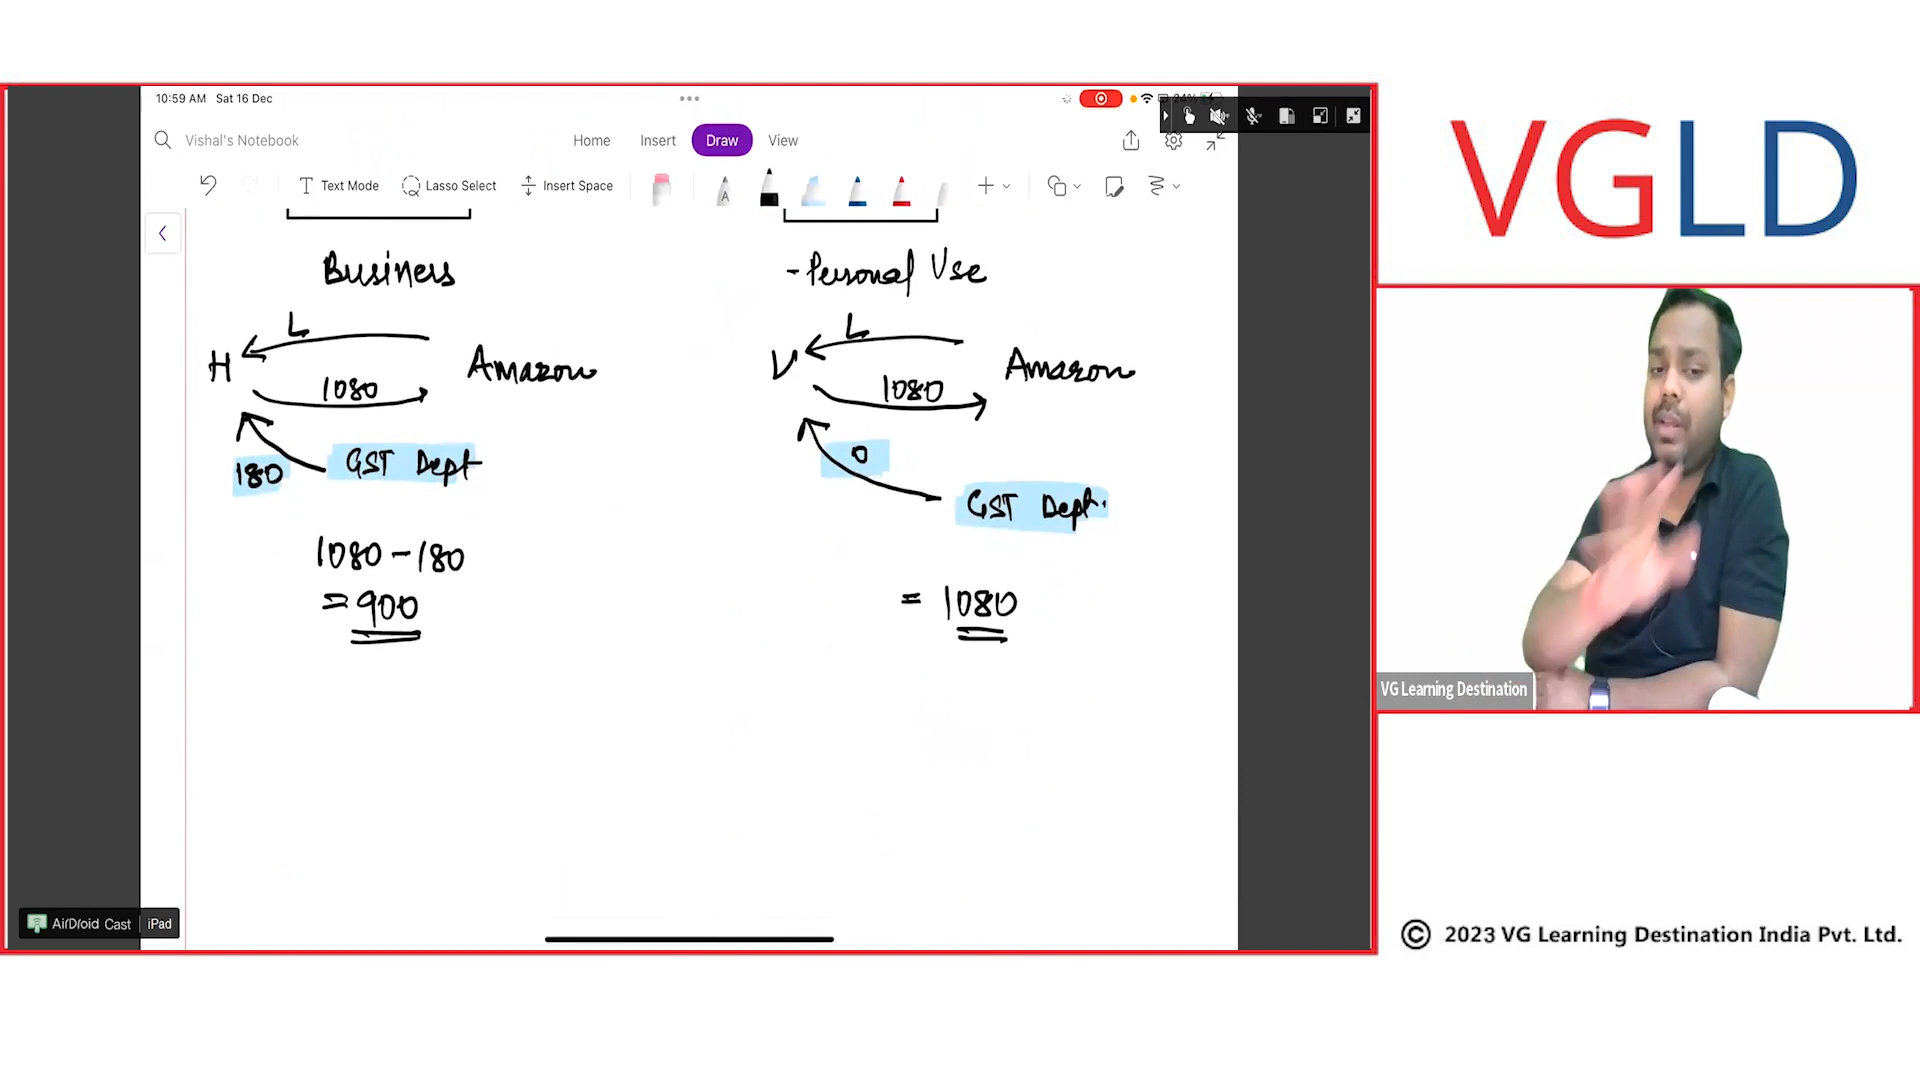 10:59 AM Sat 16 Dec
24%
Vishal's Notebook
Home Insert Draw View
Text Mode Lasso Select Insert Space
Business
H L Amazon
1080
180 GST Dept
1080 - 180
= 900
- Personal Use
V L Amazon
1080
0
GST Dept.
= 1080
AirDroid Cast iPad
VGLD
VG Learning Destination
© 2023 VG Learning Destination India Pvt. Ltd.